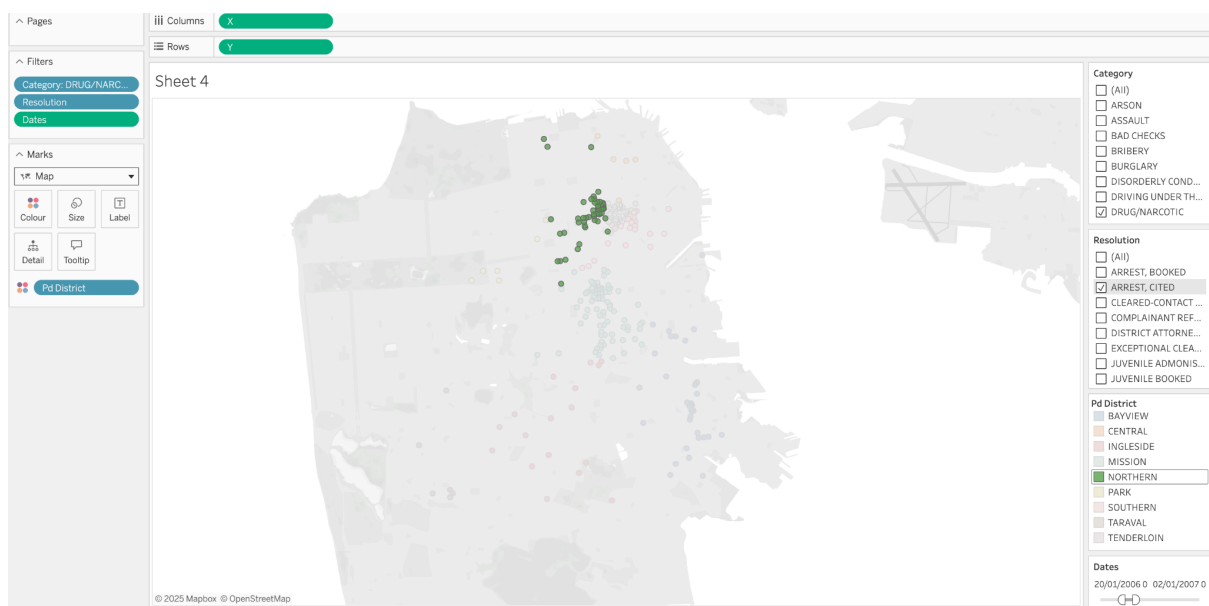 Pages
Columns X
Rows Y
Filters
Category: DRUG/NARC...
Resolution
Dates
Marks
Map
Colour Size Label
Detail Tooltip
Pd District
Sheet 4
© 2025 Mapbox © OpenStreetMap
Category
(All)
ARSON
ASSAULT
BAD CHECKS
BRIBERY
BURGLARY
DISORDERLY COND...
DRIVING UNDER TH...
DRUG/NARCOTIC
Resolution
(All)
ARREST, BOOKED
ARREST, CITED
CLEARED-CONTACT ...
COMPLAINANT REF...
DISTRICT ATTORNE...
EXCEPTIONAL CLEA...
JUVENILE ADMONIS...
JUVENILE BOOKED
Pd District
BAYVIEW
CENTRAL
INGLESIDE
MISSION
NORTHERN
PARK
SOUTHERN
TARAVAL
TENDERLOIN
Dates
20/01/2006 0 02/01/2007 0